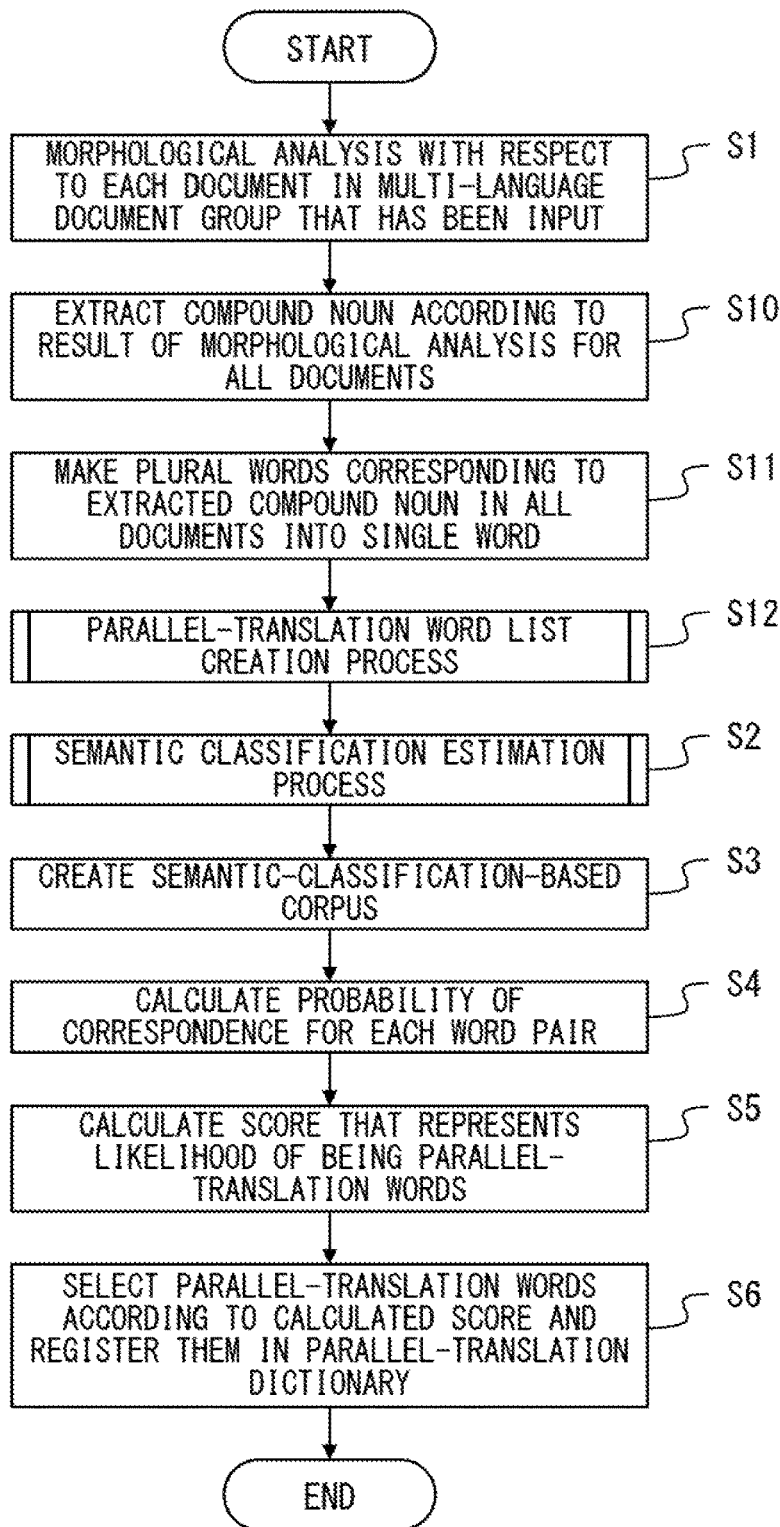 START
MORPHOLOGICAL ANALYSIS WITH RESPECT
TO EACH DOCUMENT IN MULTI-LANGUAGE
DOCUMENT GROUP THAT HAS BEEN INPUT
S1
EXTRACT COMPOUND NOUN ACCORDING TO
RESULT OF MORPHOLOGICAL ANALYSIS FOR
ALL DOCUMENTS
S10
MAKE PLURAL WORDS CORRESPONDING TO
EXTRACTED COMPOUND NOUN IN ALL
DOCUMENTS INTO SINGLE WORD
S11
PARALLEL-TRANSLATION WORD LIST
CREATION PROCESS
S12
SEMANTIC CLASSIFICATION ESTIMATION
PROCESS
S2
CREATE SEMANTIC-CLASSIFICATION-BASED
CORPUS
S3
CALCULATE PROBABILITY OF
CORRESPONDENCE FOR EACH WORD PAIR
S4
CALCULATE SCORE THAT REPRESENTS
LIKELIHOOD OF BEING PARALLEL-
TRANSLATION WORDS
S5
SELECT PARALLEL-TRANSLATION WORDS
ACCORDING TO CALCULATED SCORE AND
REGISTER THEM IN PARALLEL-TRANSLATION
DICTIONARY
S6
END